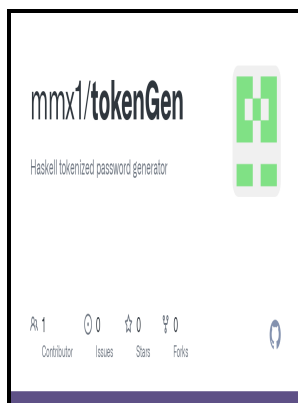 mmx1/tokenGen
Haskell tokenized password generator
1 0 0 0
Contributor Issues Stars Forks